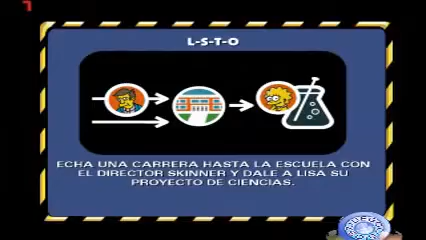 L-S-T-O
ECHA UNA CARRERA HASTA LA ESCUELA CON
EL DIRECTOR SKINNER Y DALE A LISA SU
PROYECTO DE CIENCIAS.